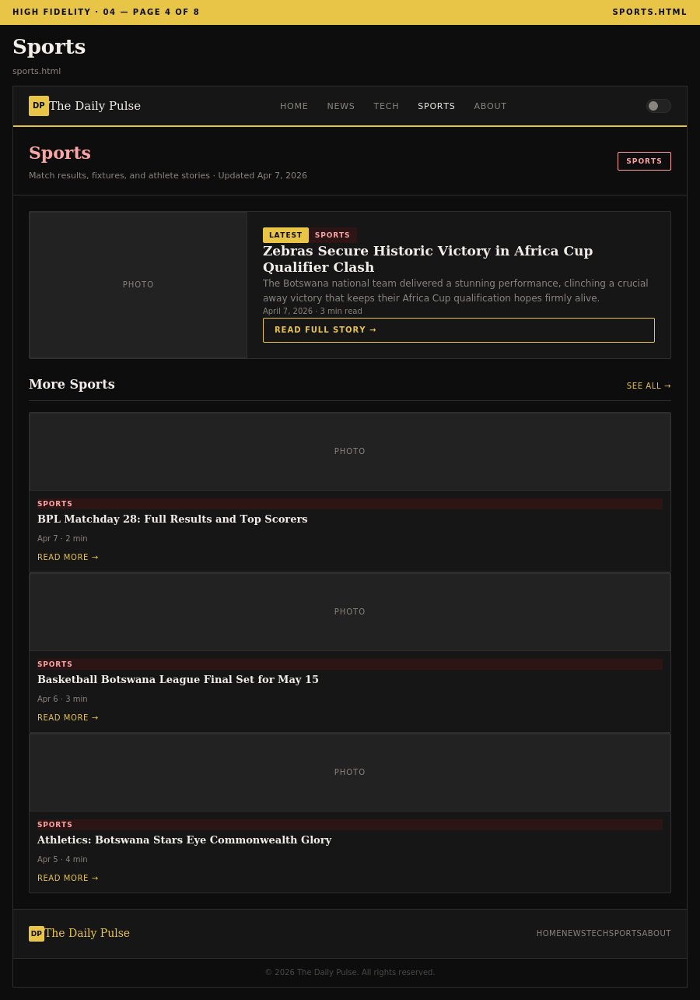 HIGH FIDELITY · 04 — PAGE 4 OF 8
SPORTS.HTML
Sports
sports.html
DP The Daily Pulse
HOME NEWS TECH SPORTS ABOUT
Sports
Match results, fixtures, and athlete stories · Updated Apr 7, 2026
SPORTS
PHOTO
LATEST SPORTS
Zebras Secure Historic Victory in Africa Cup
Qualifier Clash
The Botswana national team delivered a stunning performance, clinching a crucial
away victory that keeps their Africa Cup qualification hopes firmly alive.
April 7, 2026 · 3 min read
READ FULL STORY →
More Sports
SEE ALL →
PHOTO
SPORTS
BPL Matchday 28: Full Results and Top Scorers
Apr 7 · 2 min
READ MORE →
PHOTO
SPORTS
Basketball Botswana League Final Set for May 15
Apr 6 · 3 min
READ MORE →
PHOTO
SPORTS
Athletics: Botswana Stars Eye Commonwealth Glory
Apr 5 · 4 min
READ MORE →
DP The Daily Pulse
HOMENEWSTECHSPORTSABOUT
© 2026 The Daily Pulse. All rights reserved.